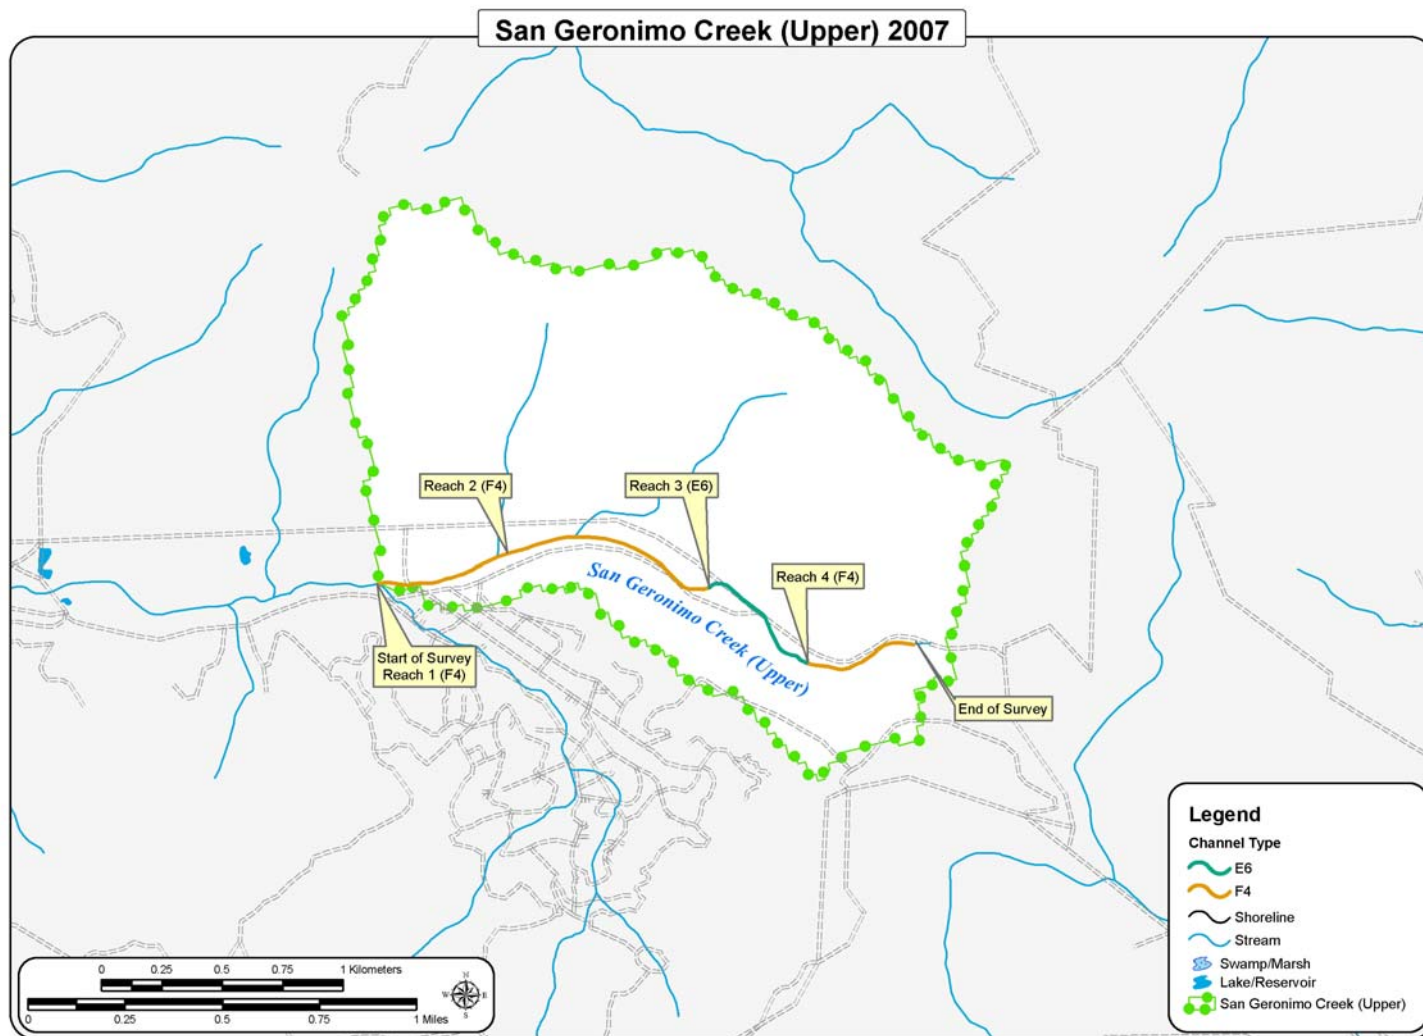 San Geronimo Creek (Upper) 2007
Reach 2 (F4)
Reach 3 (E6)
Reach 4 (F4)
San Geronimo Creek (Upper)
Start of Survey
Reach 1 (F4)
End of Survey
Legend
Channel Type
E6
F4
Shoreline
Stream
Swamp/Marsh
Lake/Reservoir
San Geronimo Creek (Upper)
0 0.25 0.5 0.75 1 Kilometers
0 0.25 0.5 0.75 1 Miles
N
W E
S